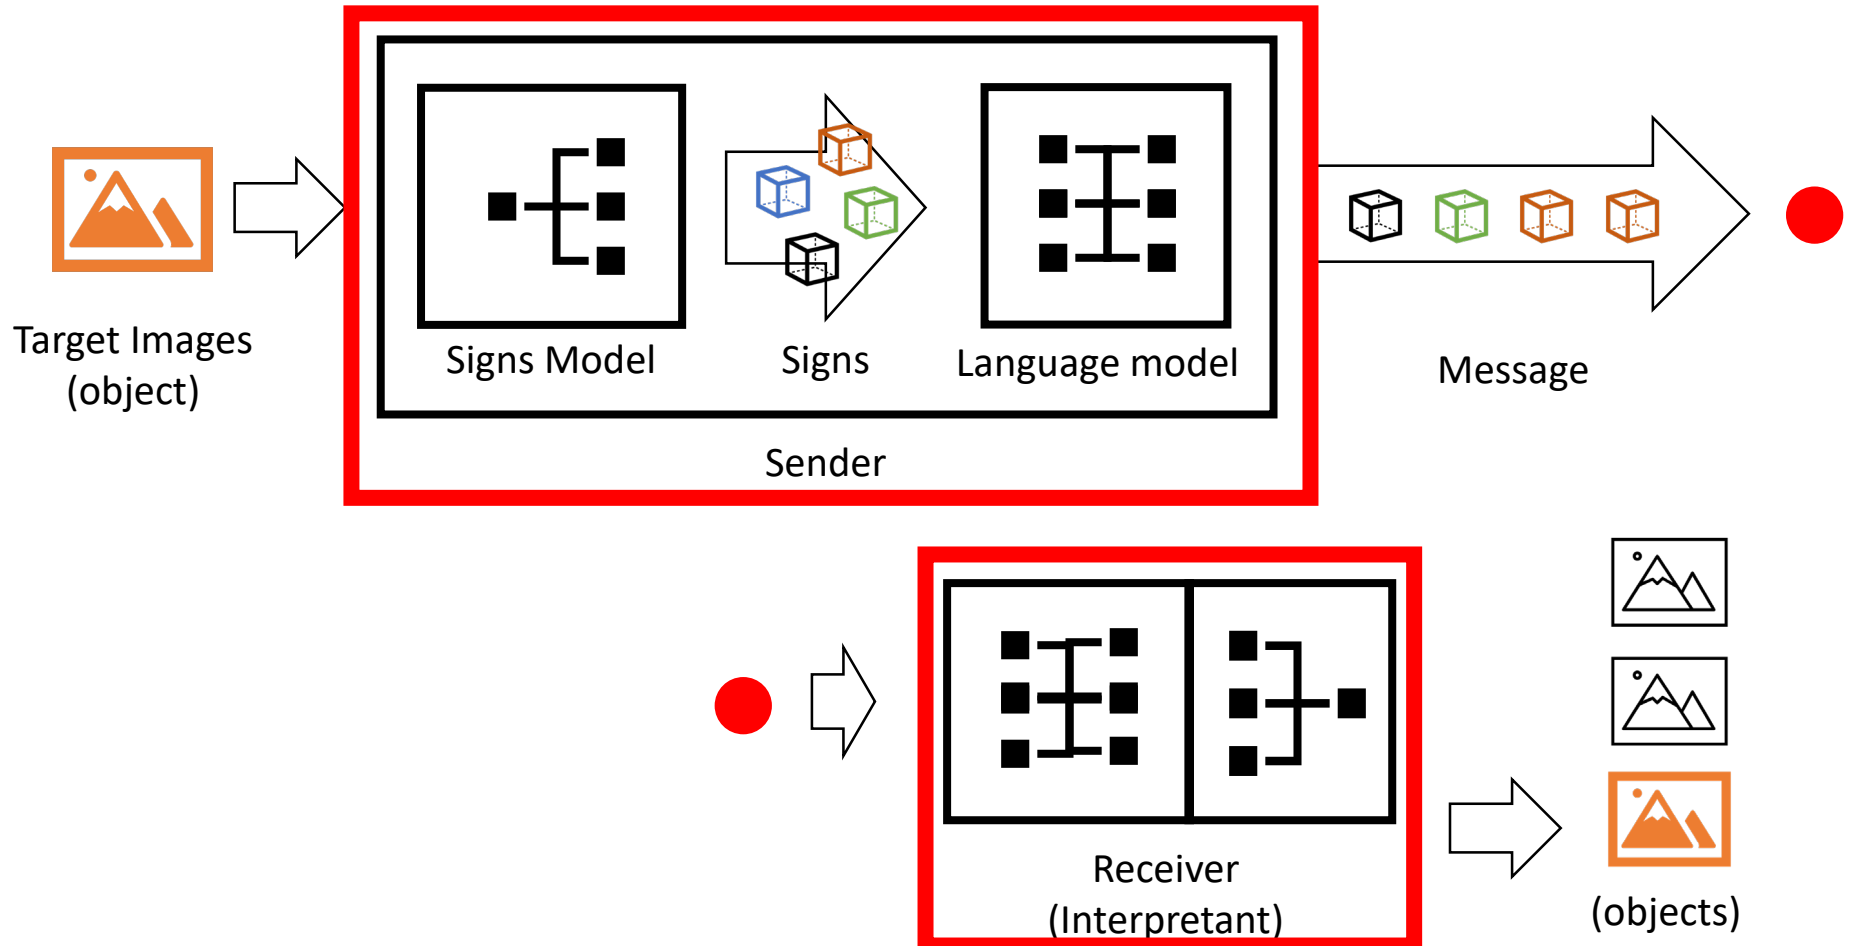 Target Images
(object)
Signs Model
Signs
Language model
Sender
Message
Receiver
(Interpretant)
(objects)